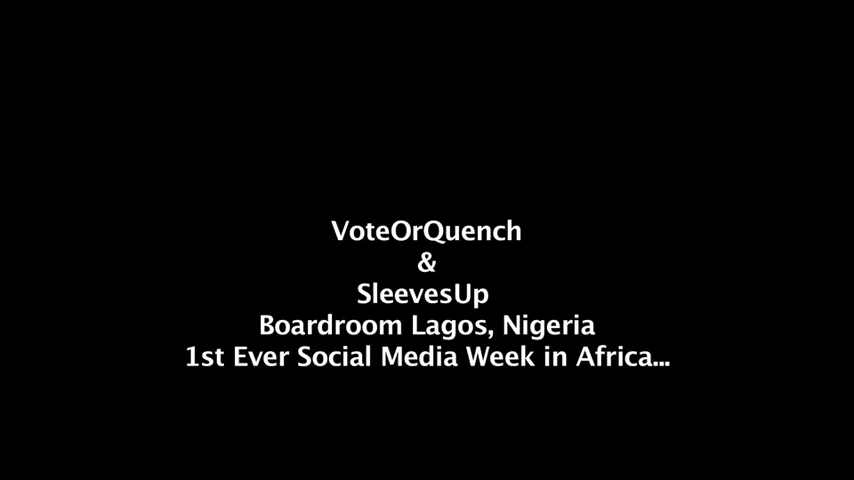 VoteOrQuench
&
SleevesUp
Boardroom Lagos, Nigeria
1st Ever Social Media Week in Africa...